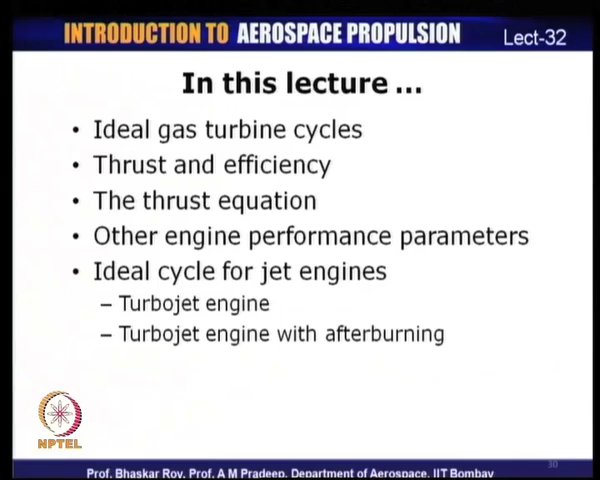 INTRODUCTION TO AEROSPACE PROPULSION
Lect-32
In this lecture ...
• Ideal gas turbine cycles
• Thrust and efficiency
• The thrust equation
• Other engine performance parameters
• Ideal cycle for jet engines
– Turbojet engine
– Turbojet engine with afterburning
NPTEL
30
Prof. Bhaskar Roy, Prof. A M Pradeep, Department of Aerospace, IIT Bombay